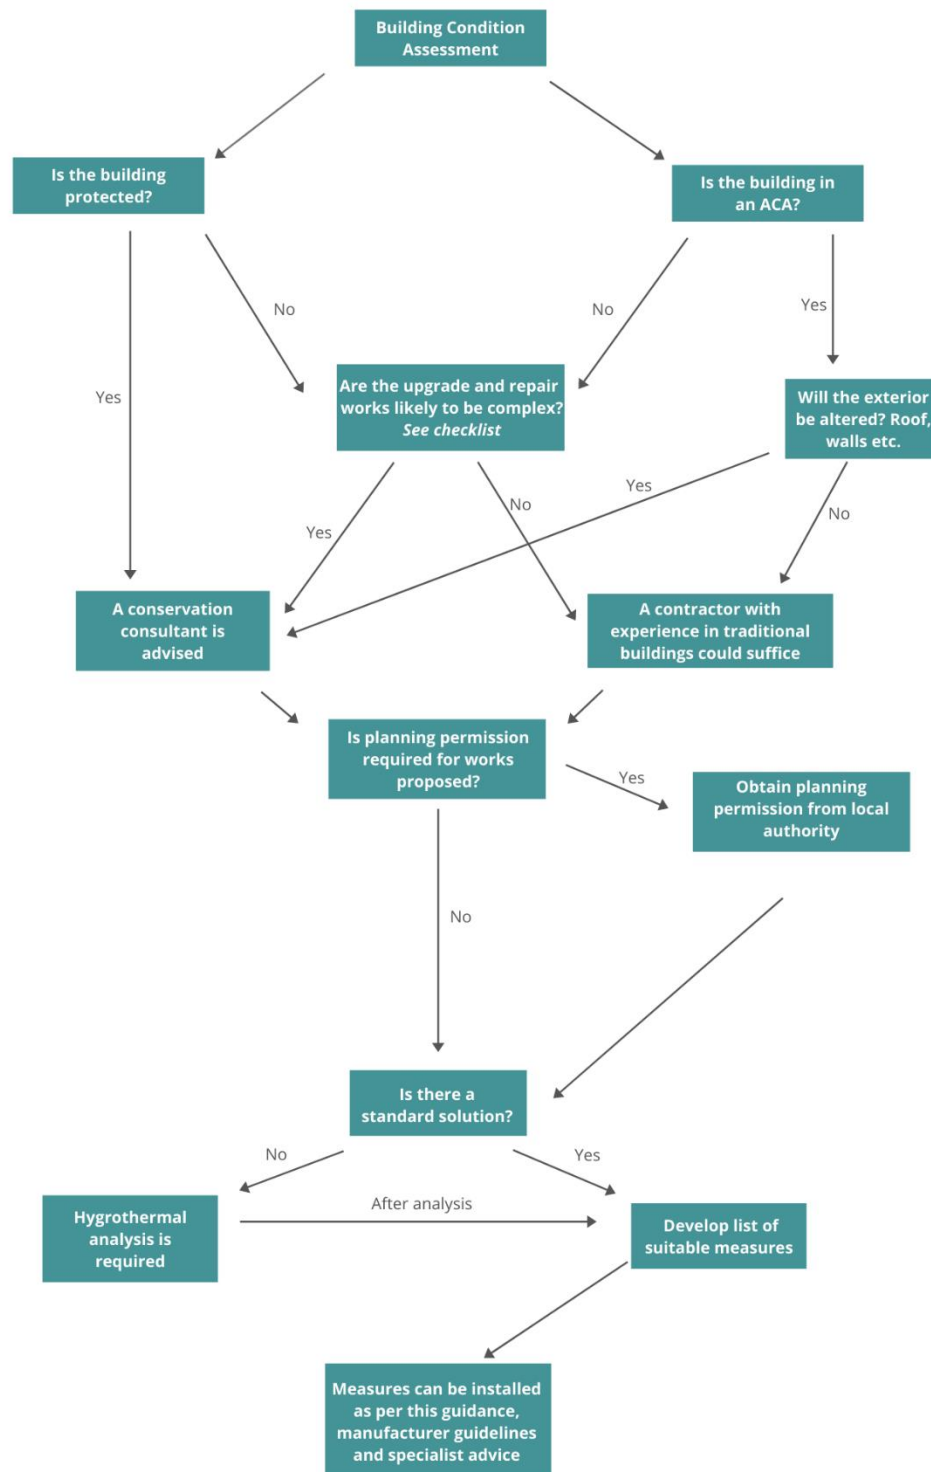 Building Condition
Assessment
Is the building
protected?
Is the building in
an ACA?
No
No
Yes
Yes
Are the upgrade and repair
works likely to be complex?
See checklist
Will the exterior
be altered? Roof,
walls etc.
Yes
No
Yes
No
A conservation
consultant is
advised
A contractor with
experience in traditional
buildings could suffice
Is planning permission
required for works
proposed?
Yes
Obtain planning
permission from local
authority
No
Is there a
standard solution?
No
Yes
Hygrothermal
analysis is
required
After analysis
Develop list of
suitable measures
Measures can be installed
as per this guidance,
manufacturer guidelines
and specialist advice